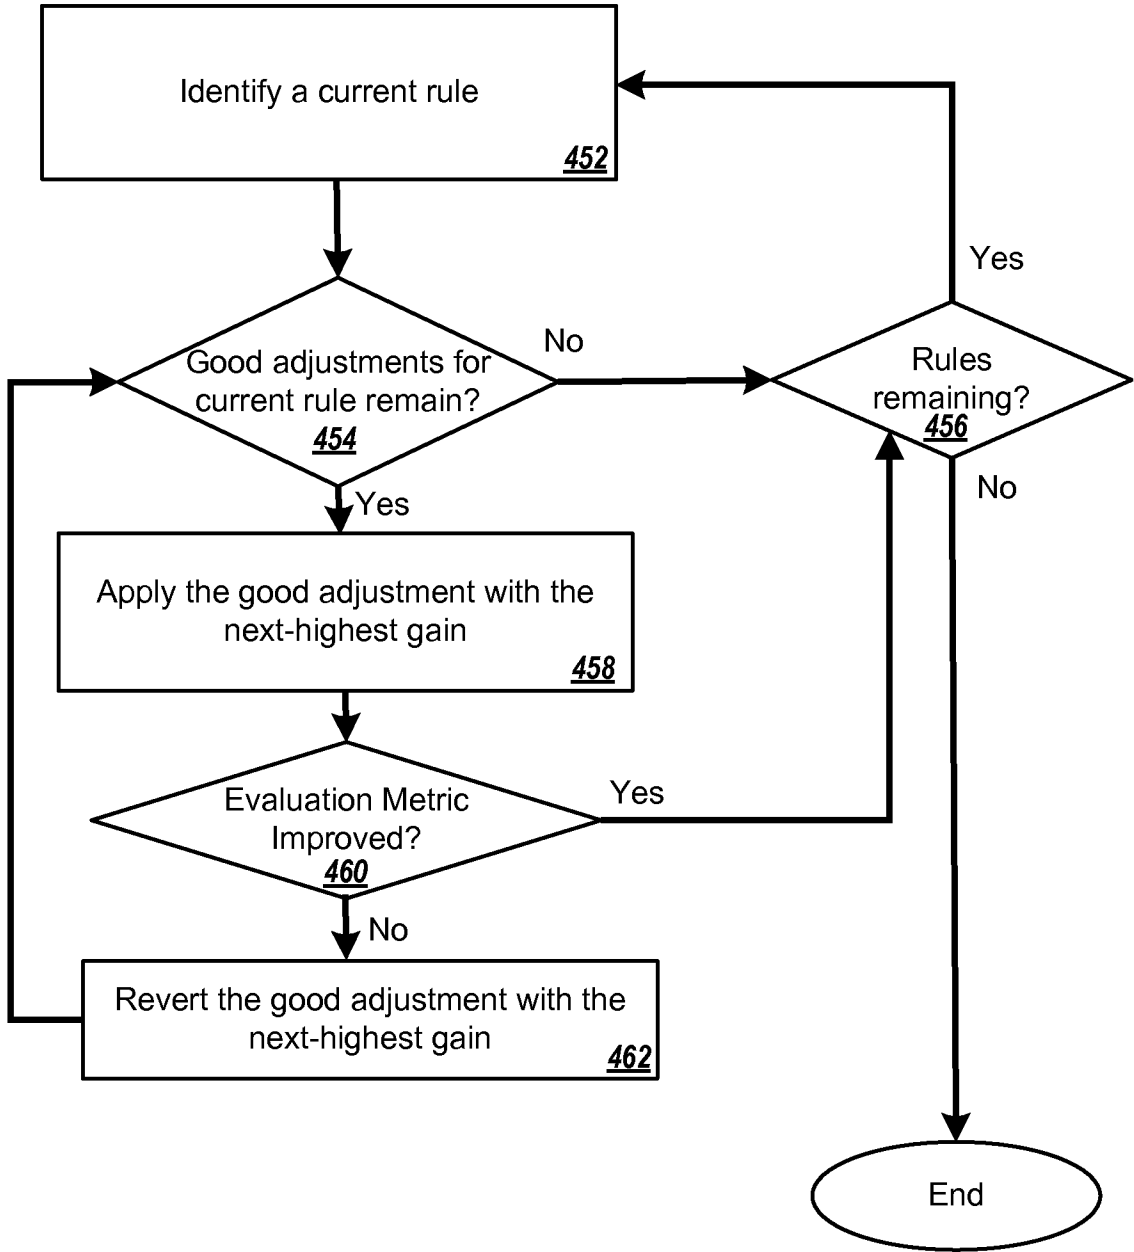 Identify a current rule
452
Yes
Good adjustments for
current rule remain?
454
No
Rules
remaining?
456
Yes
No
Apply the good adjustment with the
next-highest gain
458
Evaluation Metric
Improved?
460
Yes
No
Revert the good adjustment with the
next-highest gain
462
End